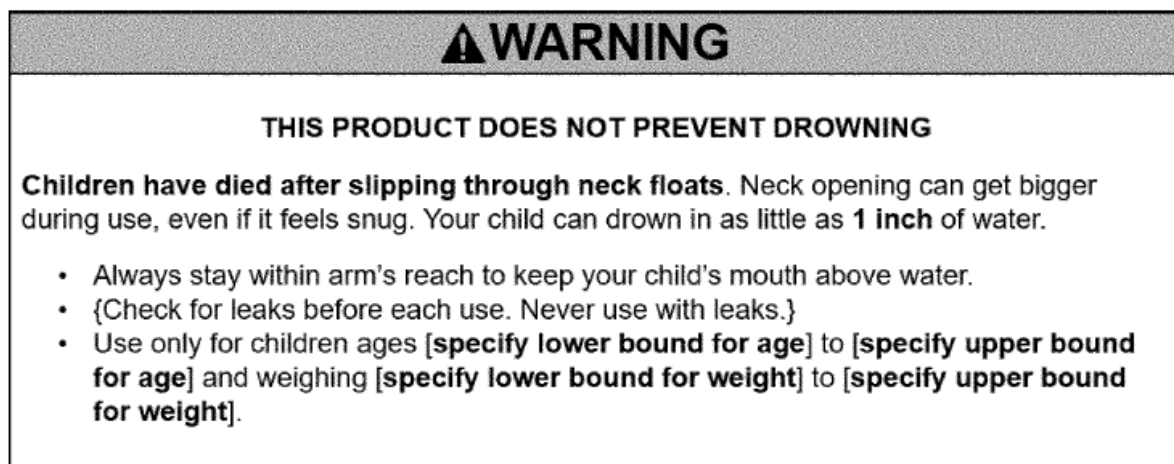 ⚠WARNING
THIS PRODUCT DOES NOT PREVENT DROWNING
Children have died after slipping through neck floats. Neck opening can get bigger
during use, even if it feels snug. Your child can drown in as little as 1 inch of water.
• Always stay within arm's reach to keep your child's mouth above water.
• {Check for leaks before each use. Never use with leaks.}
• Use only for children ages [specify lower bound for age] to [specify upper bound
for age] and weighing [specify lower bound for weight] to [specify upper bound
for weight].